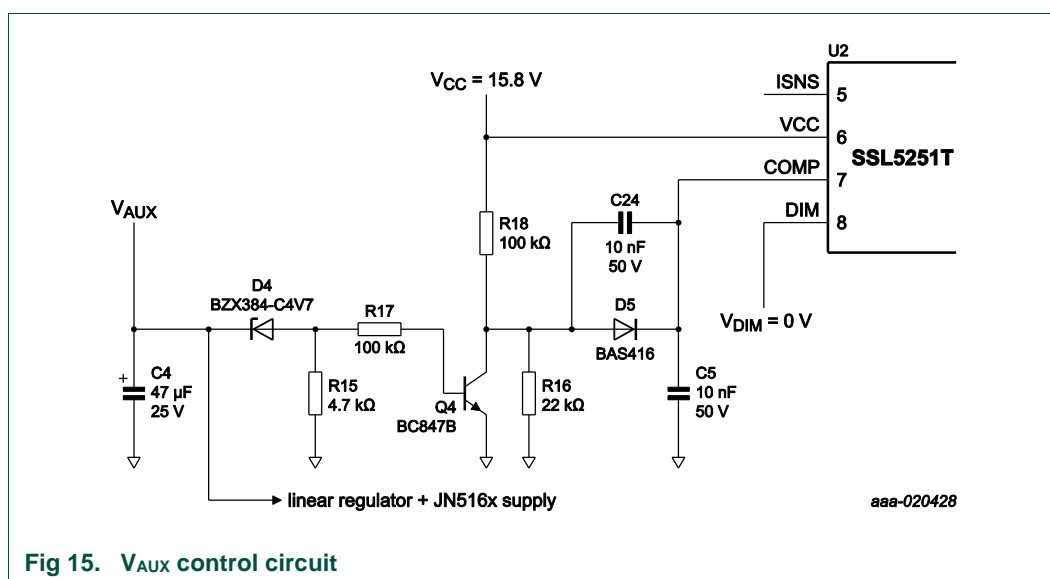 U2
VCC = 15.8 V
ISNS
5
VCC
6
SSL5251T
COMP
7
DIM
8
VAUX
C24
10 nF
50 V
R18
100 kΩ
D4
BZX384-C4V7
R17
100 kΩ
D5
BAS416
VDIM = 0 V
+
C4
47 µF
25 V
R15
4.7 kΩ
Q4
BC847B
R16
22 kΩ
C5
10 nF
50 V
linear regulator + JN516x supply
aaa-020428
Fig 15. VAUX control circuit